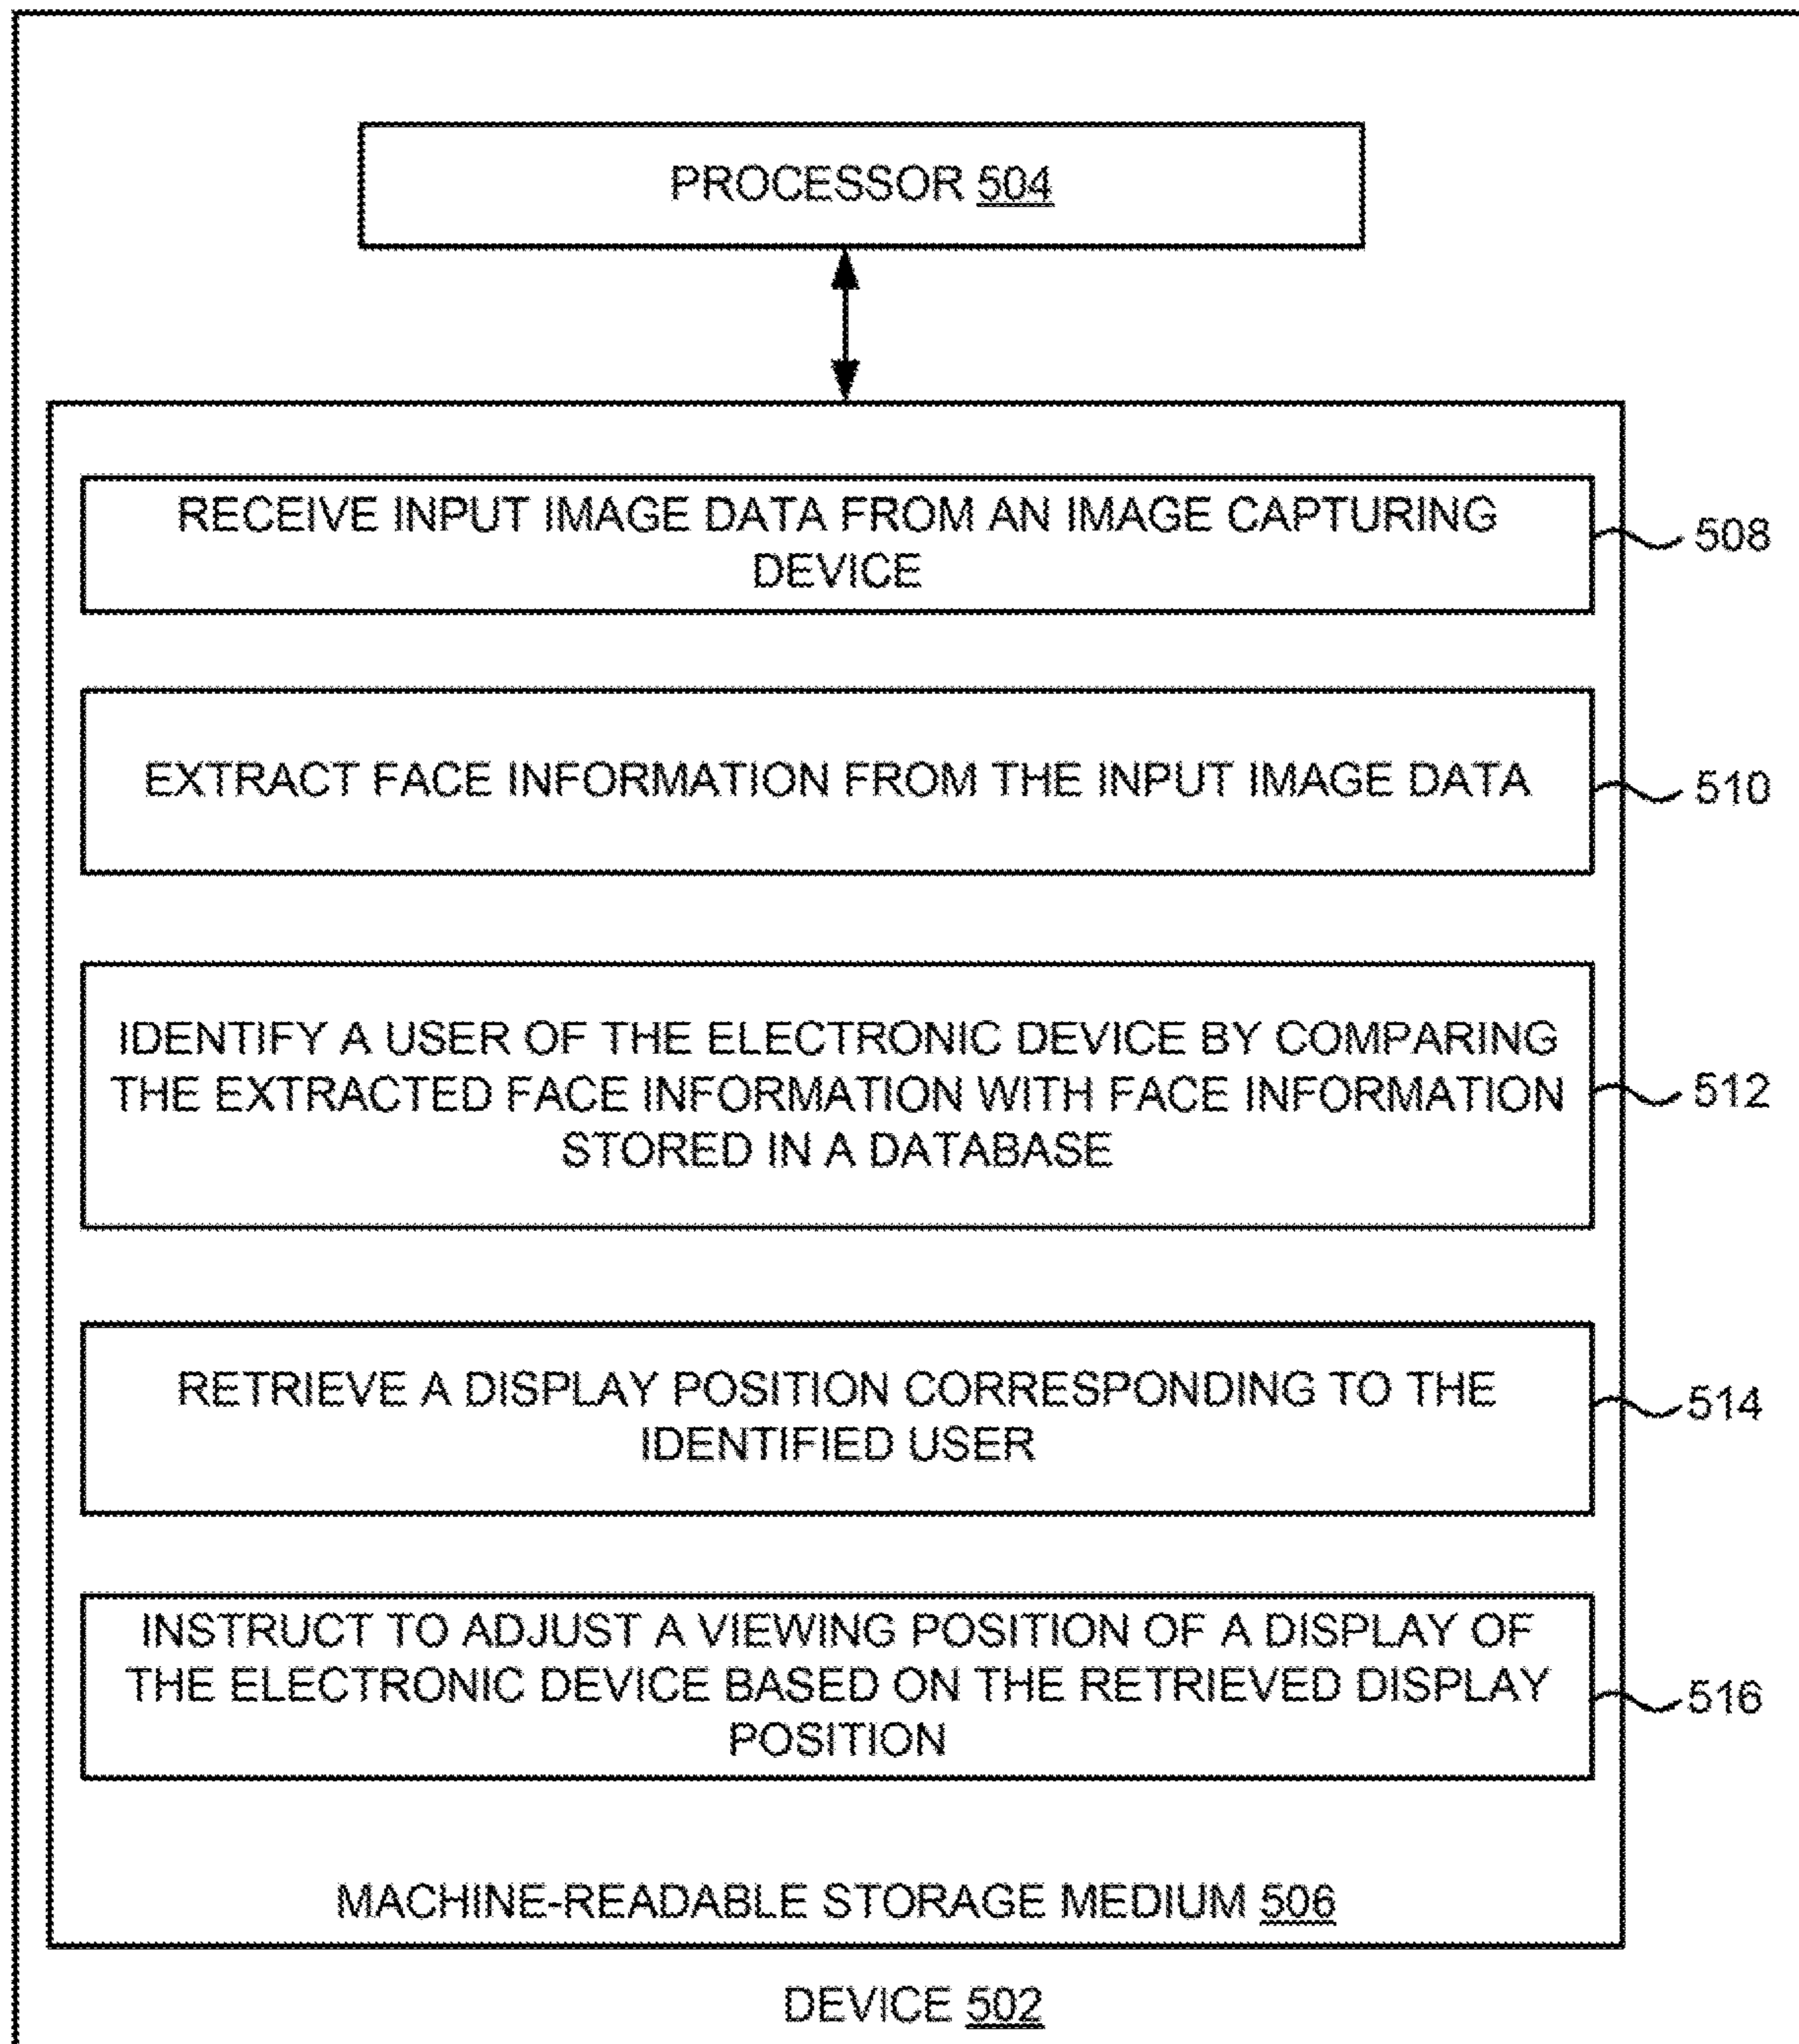 PROCESSOR 504
RECEIVE INPUT IMAGE DATA FROM AN IMAGE CAPTURING
DEVICE
508
EXTRACT FACE INFORMATION FROM THE INPUT IMAGE DATA
510
IDENTIFY A USER OF THE ELECTRONIC DEVICE BY COMPARING
THE EXTRACTED FACE INFORMATION WITH FACE INFORMATION
STORED IN A DATABASE
512
RETRIEVE A DISPLAY POSITION CORRESPONDING TO THE
IDENTIFIED USER
514
INSTRUCT TO ADJUST A VIEWING POSITION OF A DISPLAY OF
THE ELECTRONIC DEVICE BASED ON THE RETRIEVED DISPLAY
POSITION
516
MACHINE-READABLE STORAGE MEDIUM 506
DEVICE 502